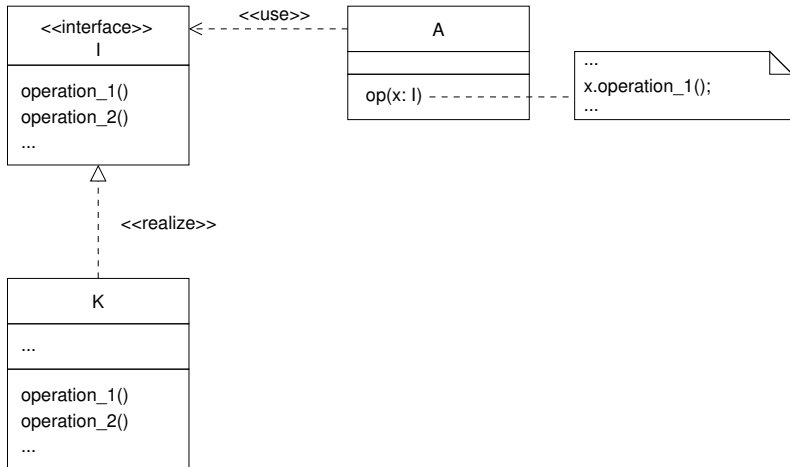 <<interface>>
I
operation_1()
operation_2()
...
<<use>>
A
op(x: I)
...
x.operation_1();
...
<<realize>>
K
...
operation_1()
operation_2()
...